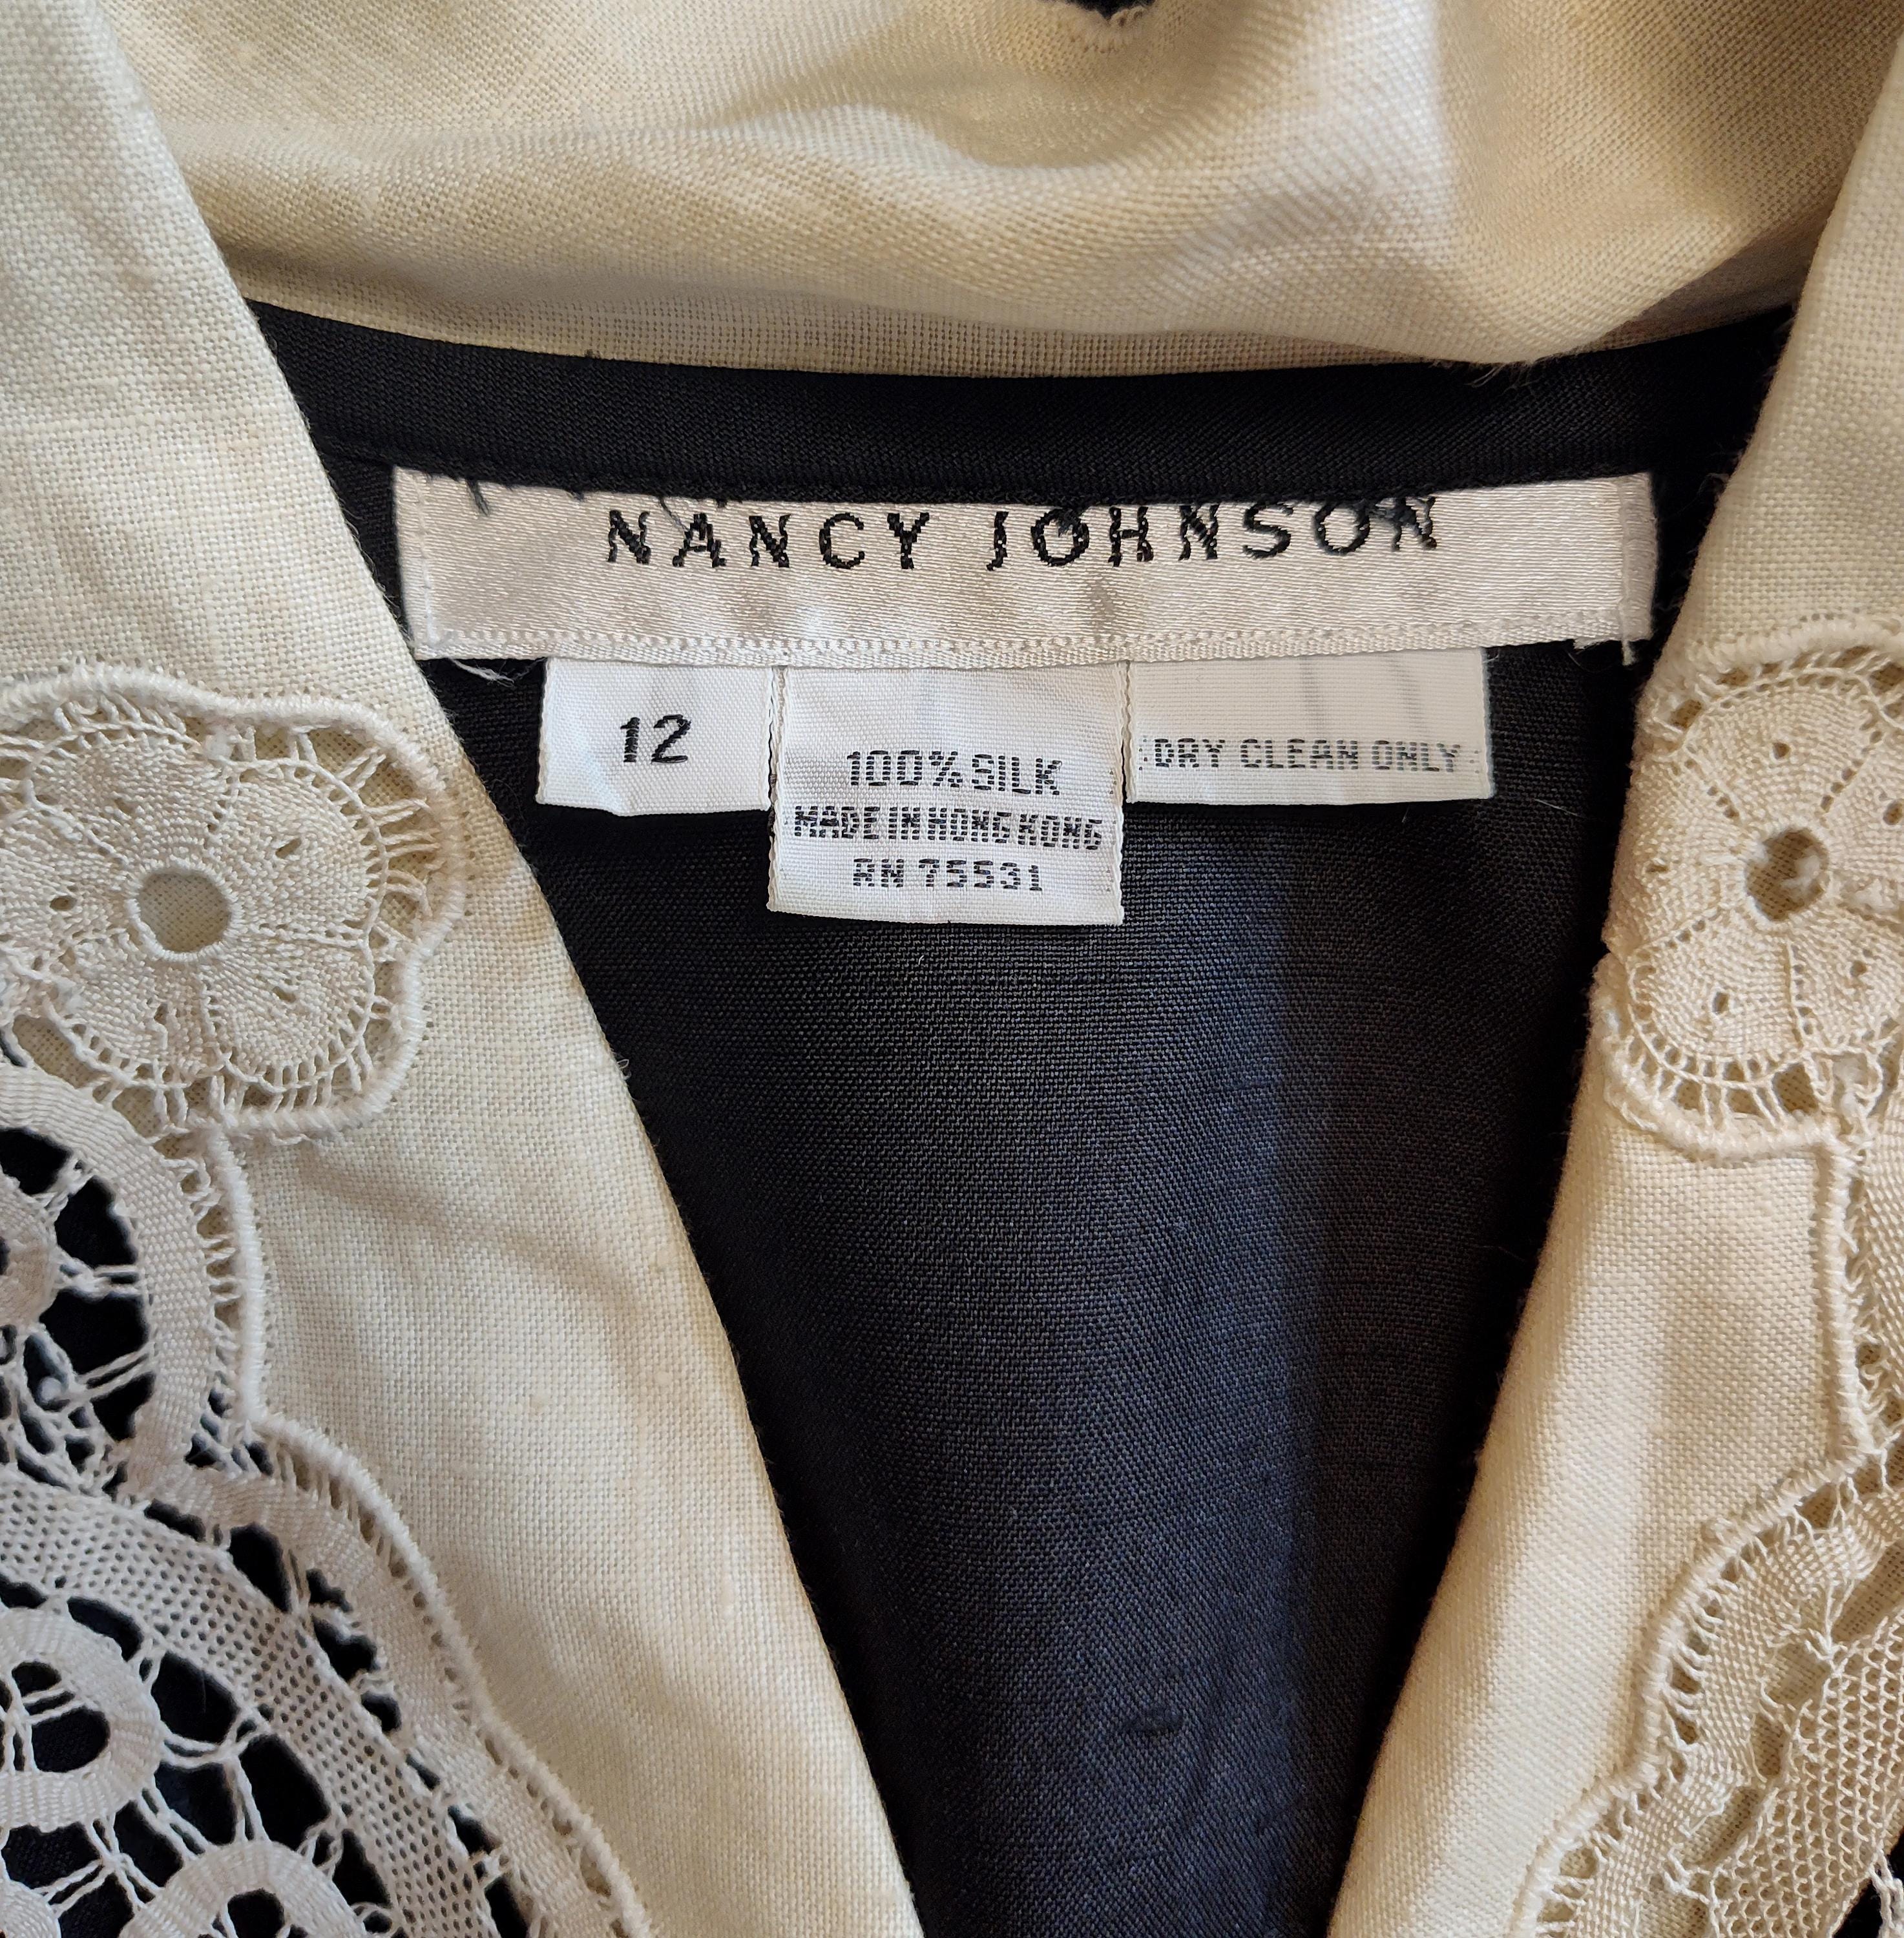 NANCY JOHNSON
12
100% SILK
MADE IN HONG KONG
RN 75531
DRY CLEAN ONLY